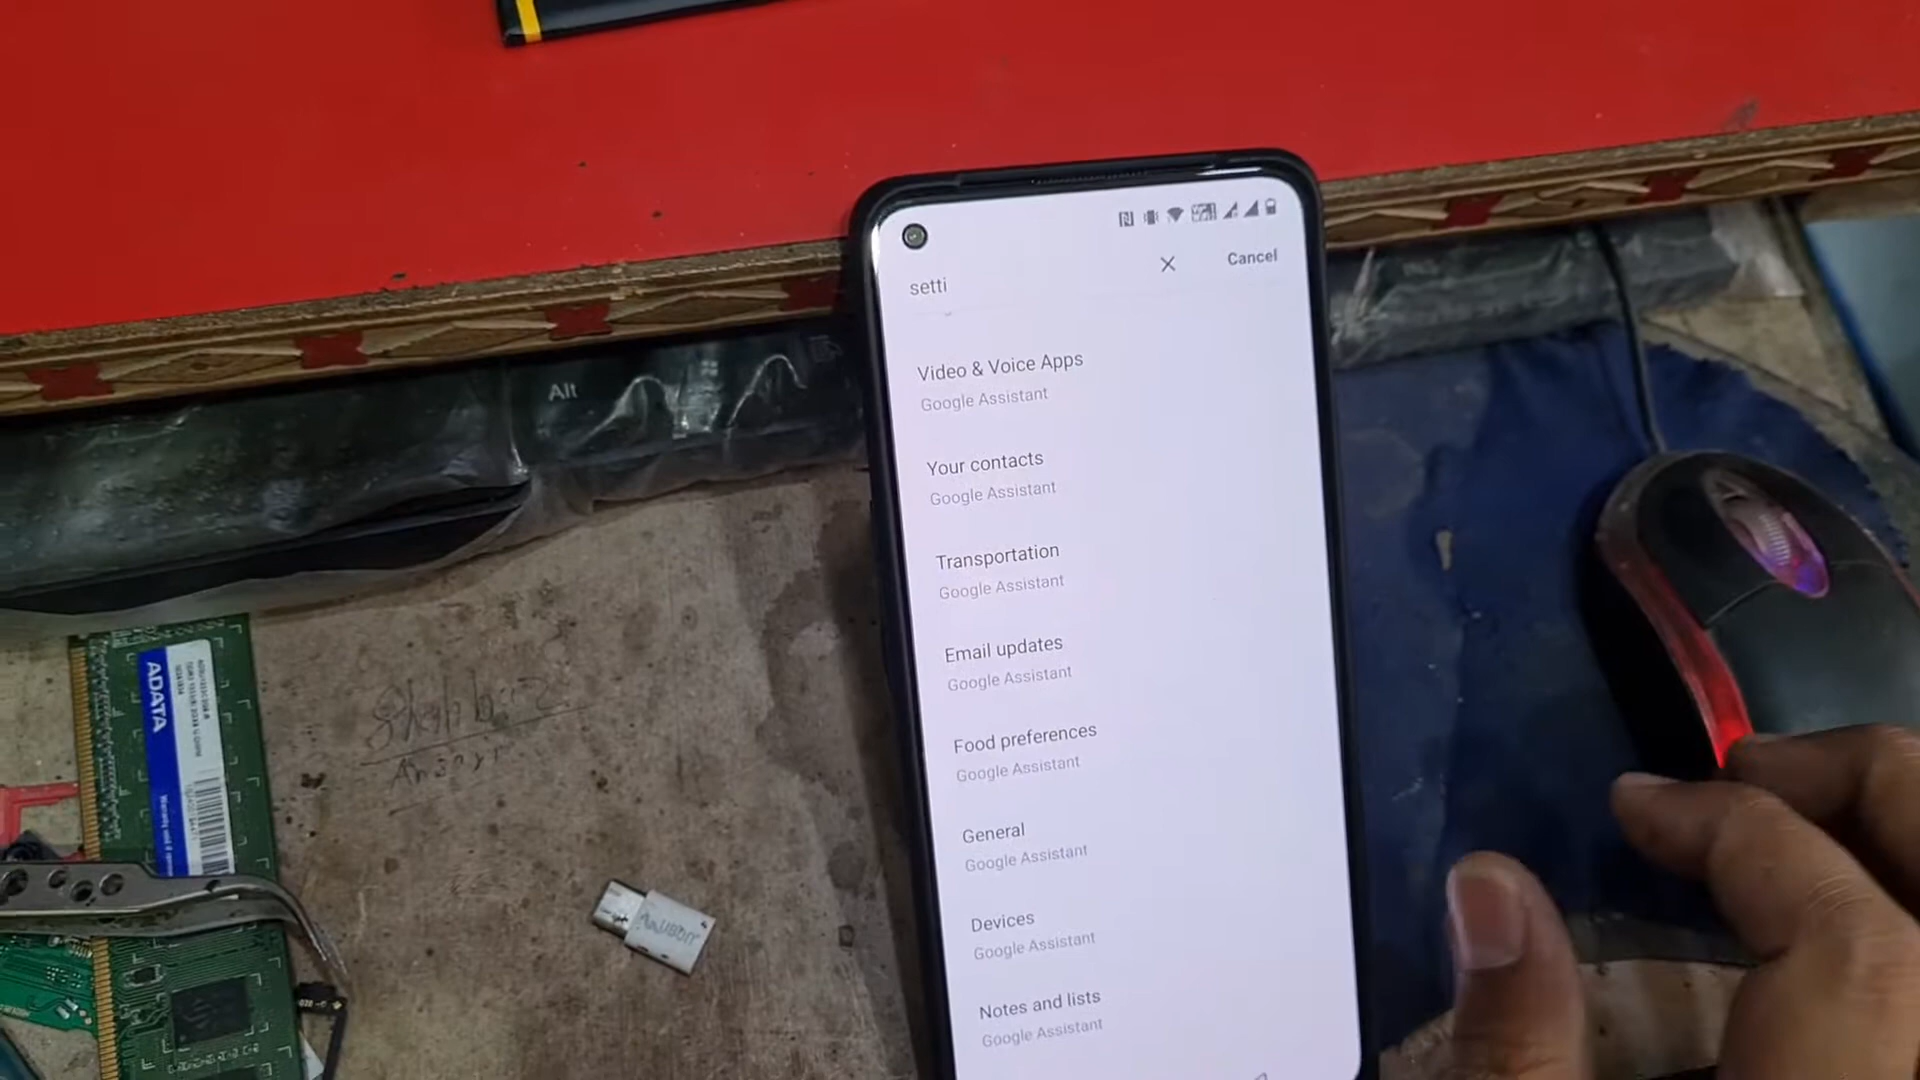 setti
Cancel
Video & Voice Apps
Google Assistant
Your contacts
Google Assistant
Transportation
Google Assistant
Email updates
Google Assistant
Food preferences
Google Assistant
General
Google Assistant
Devices
Google Assistant
Notes and lists
Google Assistant
Alt
ADATA